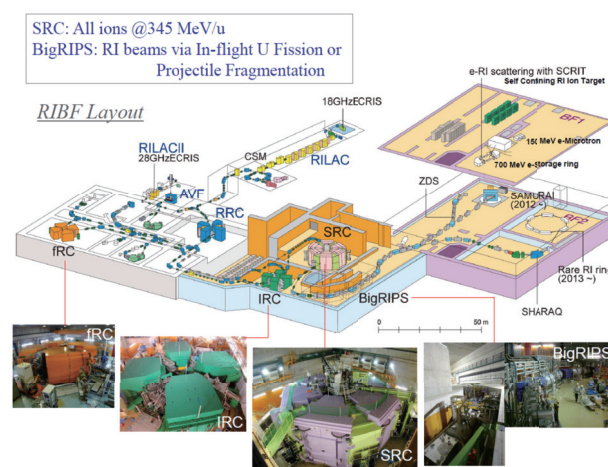 SRC: All ions @345 MeV/u
BigRIPS: RI beams via In-flight U Fission or
Projectile Fragmentation
RIBF Layout
e-RI scattering with SCRIT
Self Confining RI Ion Target
18GHzECRIS
BF1
RILACII
28GHzECRIS
CSM
RILAC
MeV e-Microtron
700 MeV e-Storage ring
AVF
ZDS
SAMURAI
(2012~)
RRC
SRC
BF2
fRC
Rare RI ring
(2013 ~)
IRC
BigRIPS
SHARAQ
0
50 m
fRC
IRC
SRC
BigRIPS